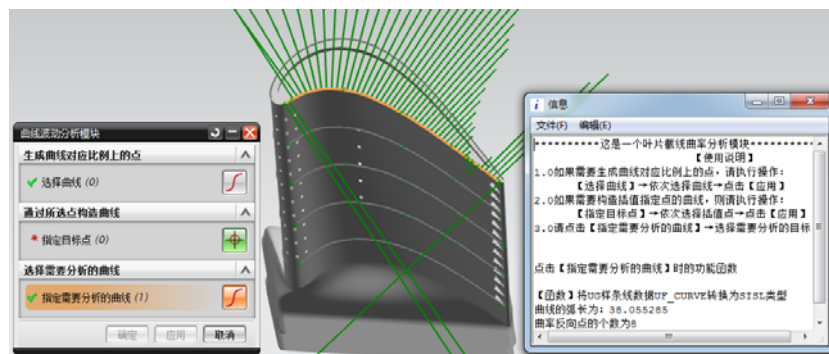 曲线波动分析模块
生成曲线对应比例上的点
选择曲线 (0)
通过所选点构造曲线
* 指定目标点 (0)
选择需要分析的曲线
指定需要分析的曲线 (1)
确定 应用 取消
i 信息
文件(F) 编辑(E)
**********这是一个叶片截线曲率分析模块**********
【使用说明】
1.0如果需要生成曲线对应比例上的点，请执行操作：
【选择曲线】→依次选择曲线→点击【应用】
2.0如果需要构造插值指定点的曲线，则请执行操作：
【指定目标点】→依次选择插值点→点击【应用】
3.0请点击【指定需要分析的曲线】→选择需要分析的目标
点击【指定需要分析的曲线】时的功能函数
【函数】将UG样条线数据UF_CURVE转换为SISL类型
曲线的弧长为: 38.055285
曲率反向点的个数为8